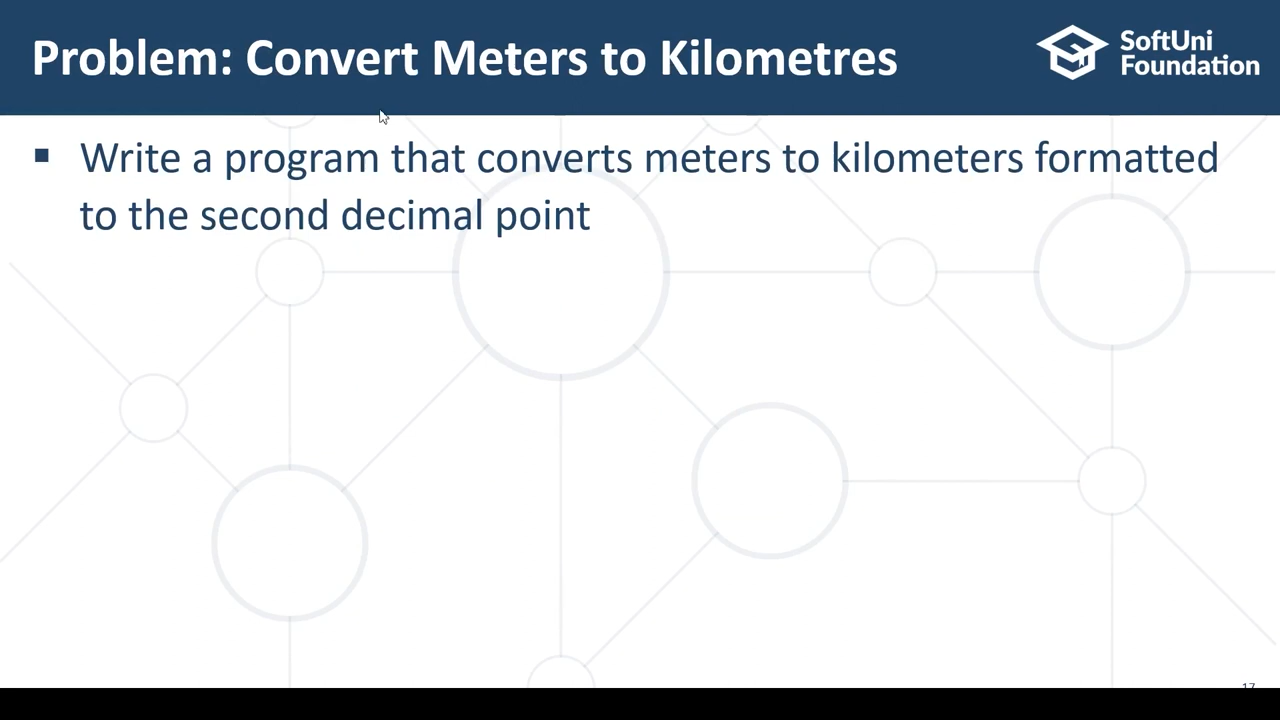 Problem: Convert Meters to Kilometres
SoftUni
Foundation
▪ Write a program that converts meters to kilometers formatted
to the second decimal point
17